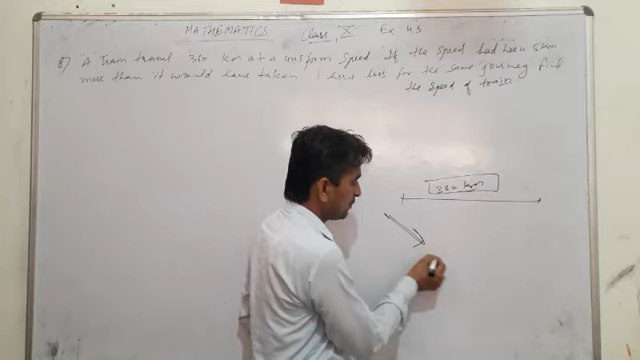 MATHEMATICS Class X Ex 4.3
8) A Train travel 360 km at a uniform speed If the speed had been 5 km
more than it would have taken 1 hour less for the same journey Find
the speed of train
360 km